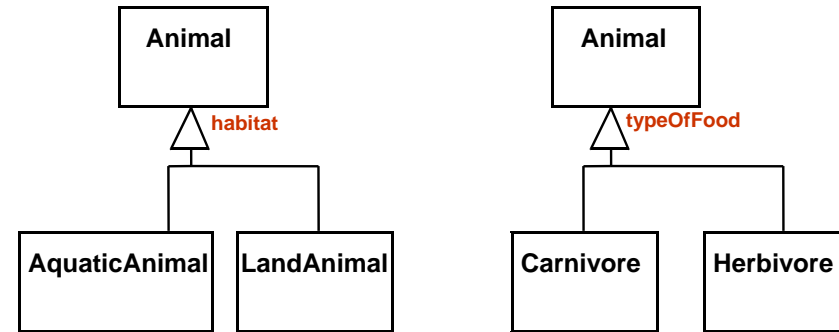 Animal
habitat
AquaticAnimal
LandAnimal
Animal
typeOfFood
Carnivore
Herbivore